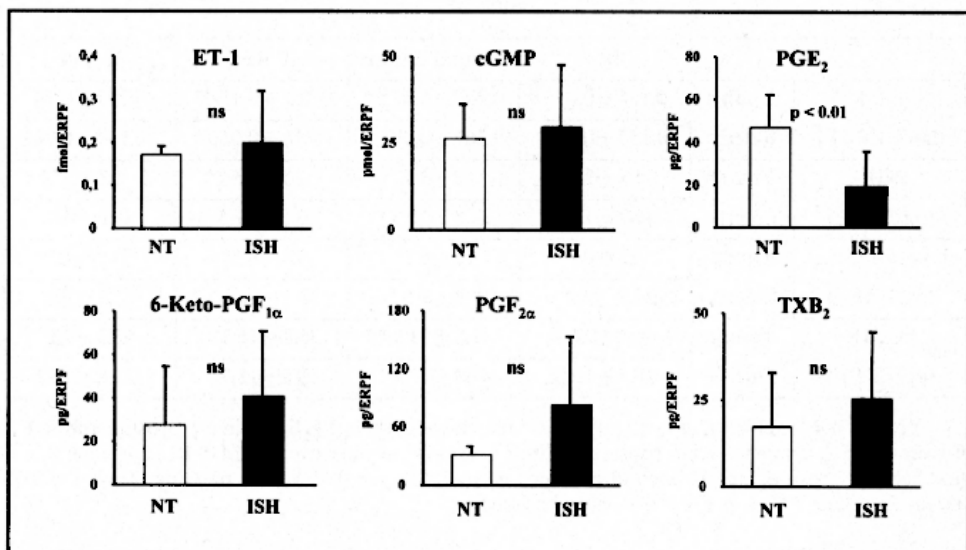 ET-1
0,4
0,3
0,2
0,1
0
fmol/ERPF
ns
NT ISH
cGMP
50
25
0
pmol/ERPF
ns
NT ISH
PGE2
80
60
40
20
0
pg/ERPF
p < 0.01
NT ISH
6-Keto-PGF1α
80
60
40
20
0
pg/ERPF
ns
NT ISH
PGF2α
180
120
60
0
pg/ERPF
ns
NT ISH
TXB2
50
25
0
pg/ERPF
ns
NT ISH